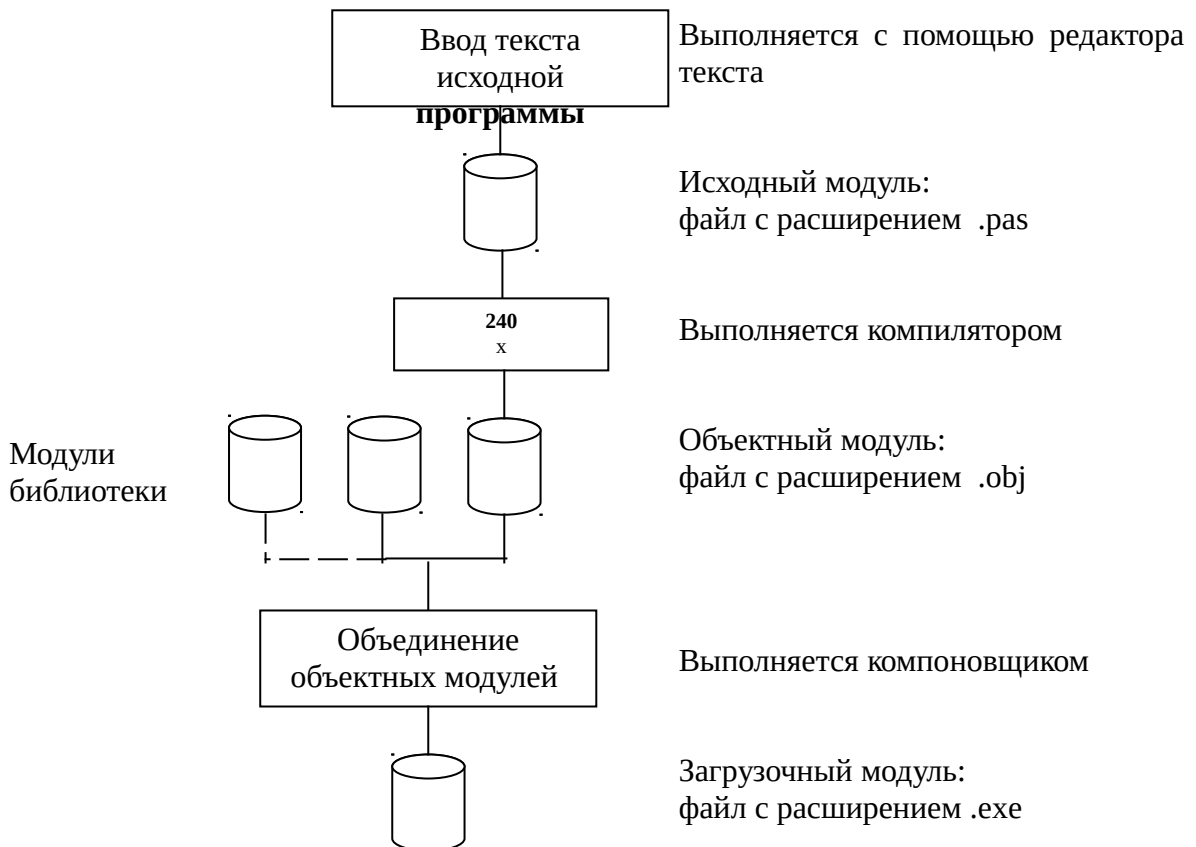 Ввод текста
исходной
программы
Выполняется с помощью редактора
текста
Исходный модуль:
файл с расширением .pas
240
x
Выполняется компилятором
Модули
библиотеки
Объектный модуль:
файл с расширением .obj
Объединение
объектных модулей
Выполняется компоновщиком
Загрузочный модуль:
файл с расширением .exe